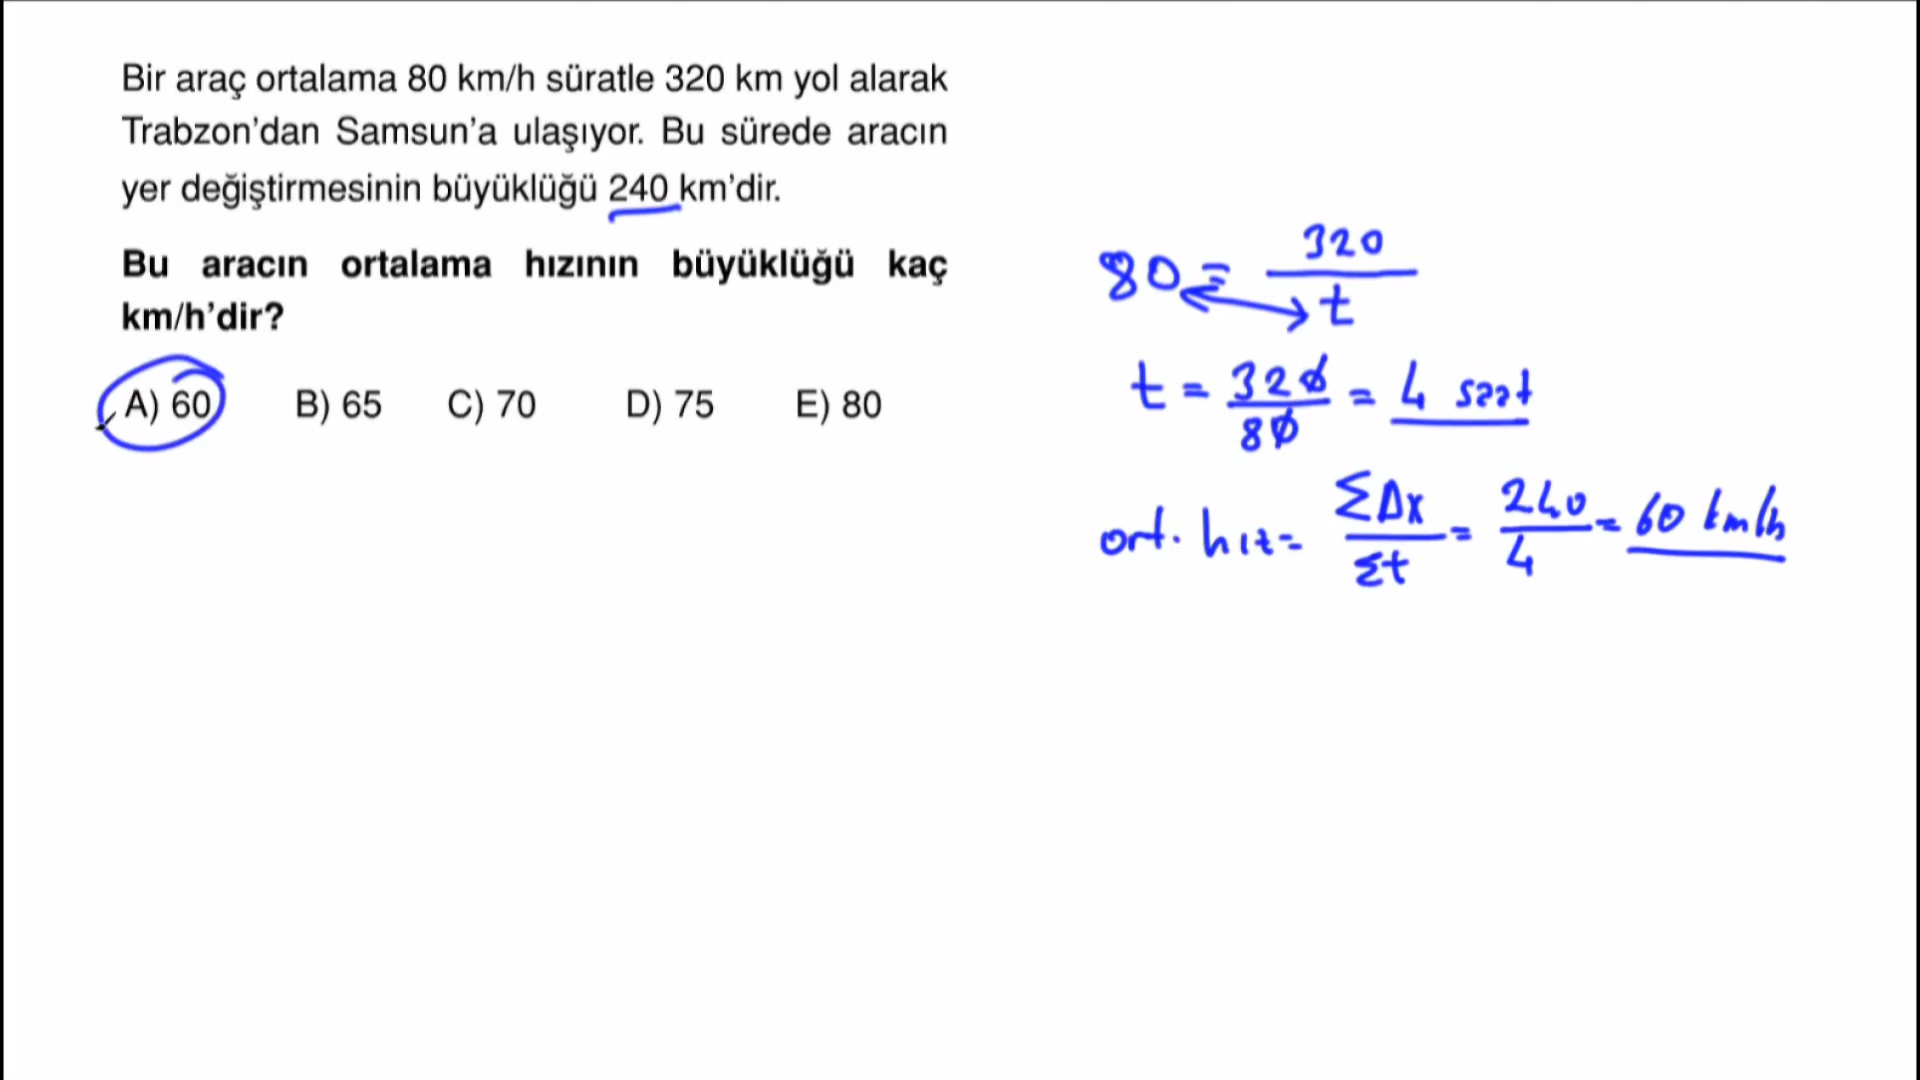 Bir araç ortalama 80 km/h süratle 320 km yol alarak
Trabzon’dan Samsun’a ulaşıyor. Bu sürede aracın
yer değiştirmesinin büyüklüğü 240 km’dir.
Bu aracın ortalama hızının büyüklüğü kaç
km/h’dir?
A) 60 B) 65 C) 70 D) 75 E) 80
80 = 320 / t
t = 320 / 80 = 4 saat
ort. hız = ΣΔx / Σt = 240 / 4 = 60 km/h